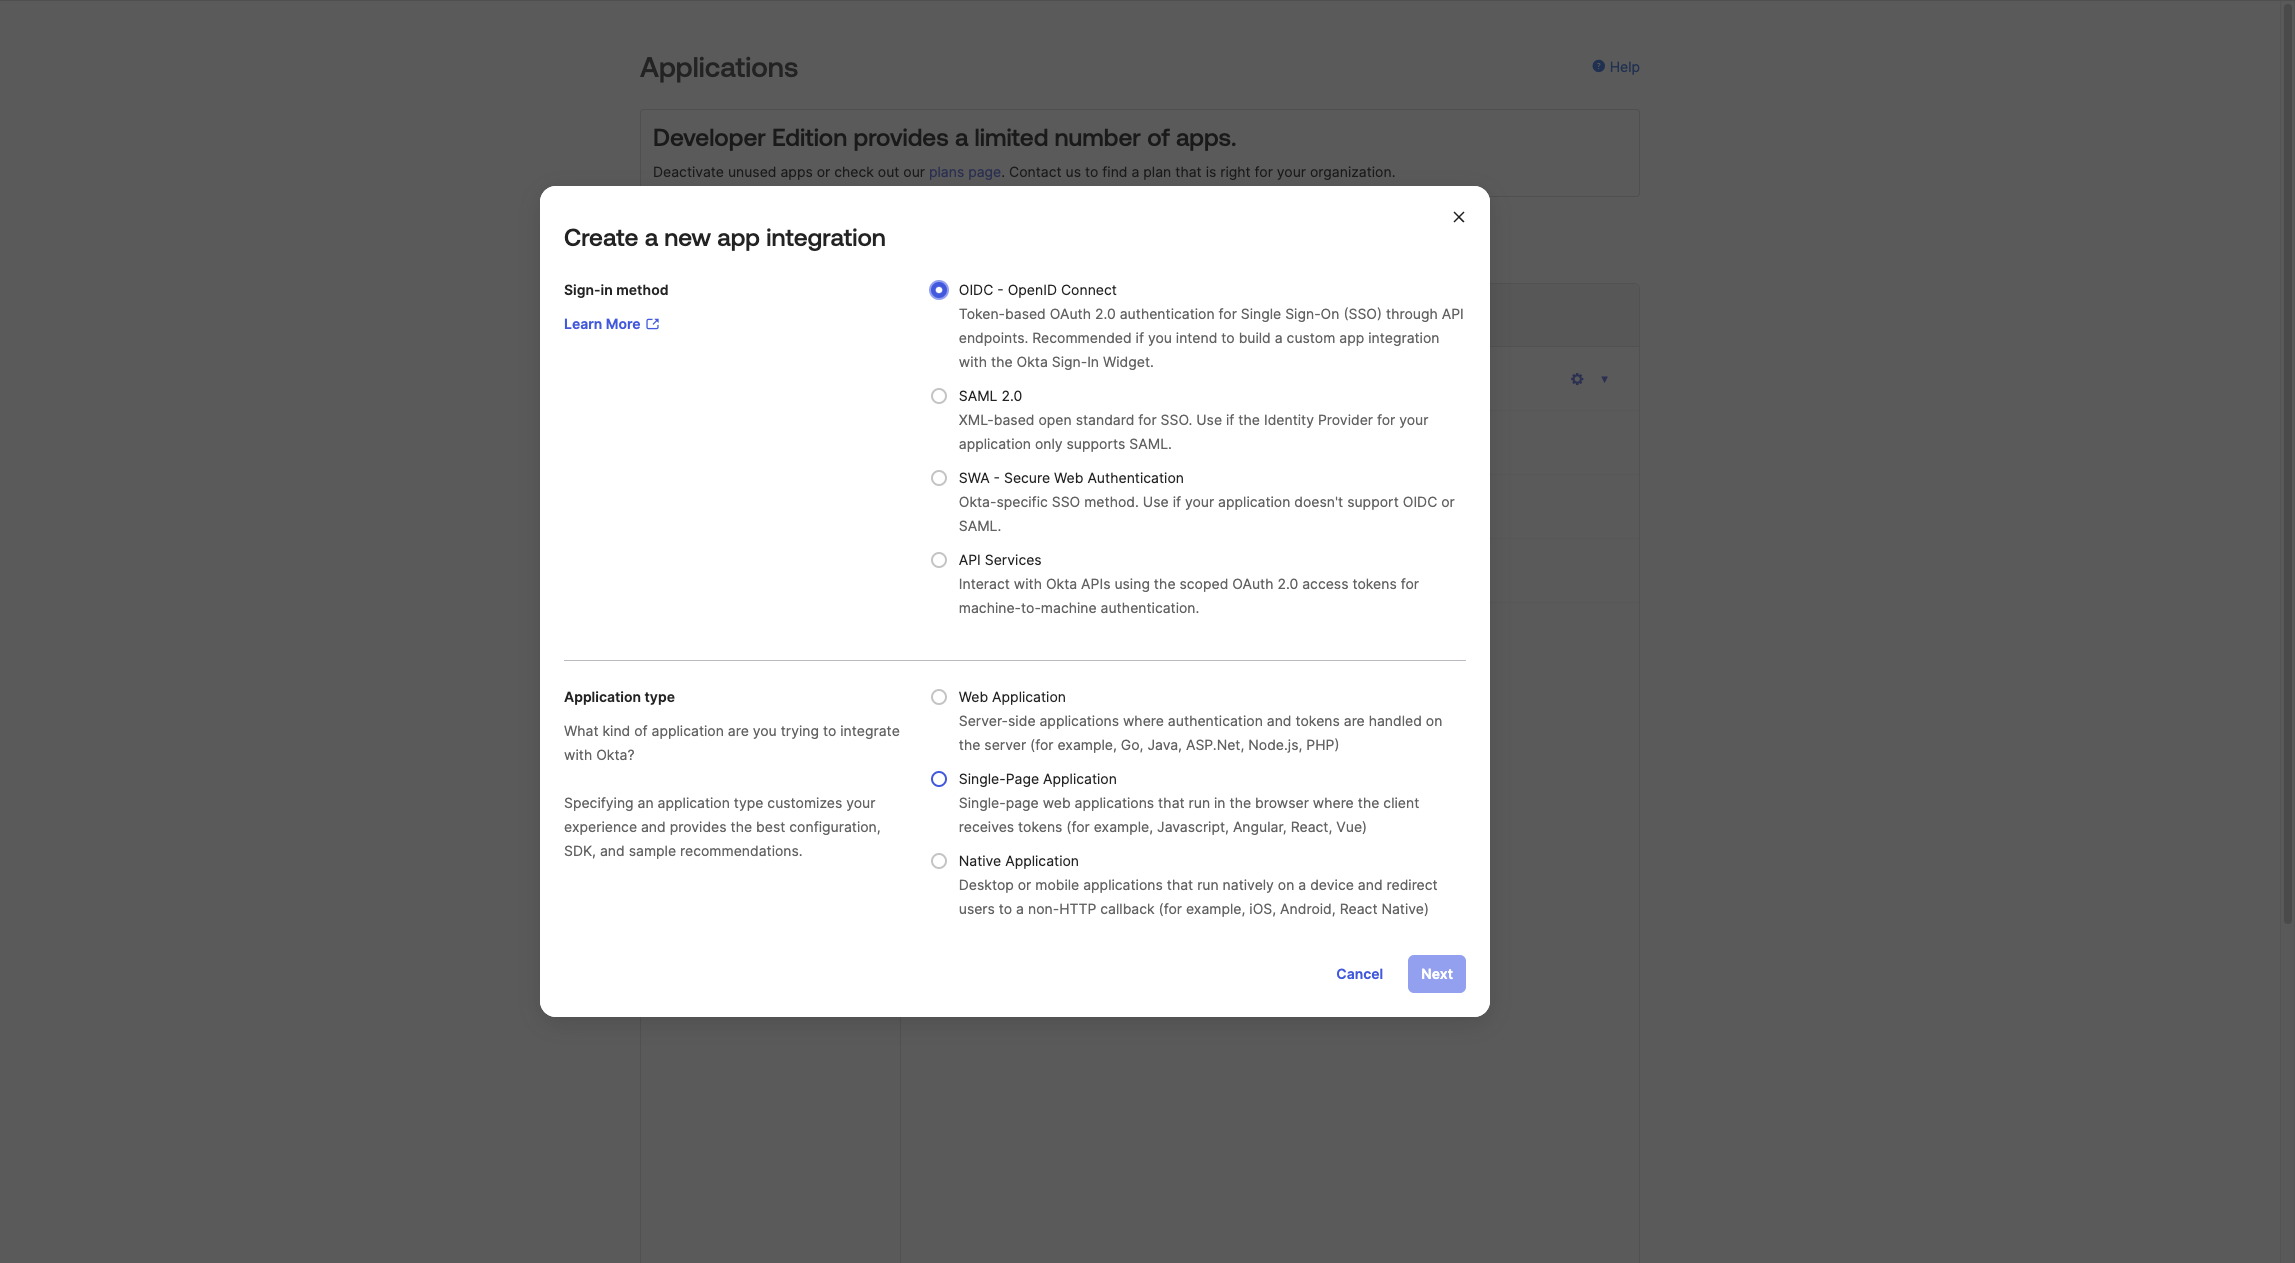 Applications
Help
Developer Edition provides a limited number of apps.
Deactivate unused apps or check out our plans page. Contact us to find a plan that is right for your organization.
Create a new app integration
Sign-in method
Learn More
OIDC - OpenID Connect
Token-based OAuth 2.0 authentication for Single Sign-On (SSO) through API
endpoints. Recommended if you intend to build a custom app integration
with the Okta Sign-In Widget.
SAML 2.0
XML-based open standard for SSO. Use if the Identity Provider for your
application only supports SAML.
SWA - Secure Web Authentication
Okta-specific SSO method. Use if your application doesn't support OIDC or
SAML.
API Services
Interact with Okta APIs using the scoped OAuth 2.0 access tokens for
machine-to-machine authentication.
Application type
What kind of application are you trying to integrate
with Okta?
Specifying an application type customizes your
experience and provides the best configuration,
SDK, and sample recommendations.
Web Application
Server-side applications where authentication and tokens are handled on
the server (for example, Go, Java, ASP.Net, Node.js, PHP)
Single-Page Application
Single-page web applications that run in the browser where the client
receives tokens (for example, Javascript, Angular, React, Vue)
Native Application
Desktop or mobile applications that run natively on a device and redirect
users to a non-HTTP callback (for example, iOS, Android, React Native)
Cancel
Next